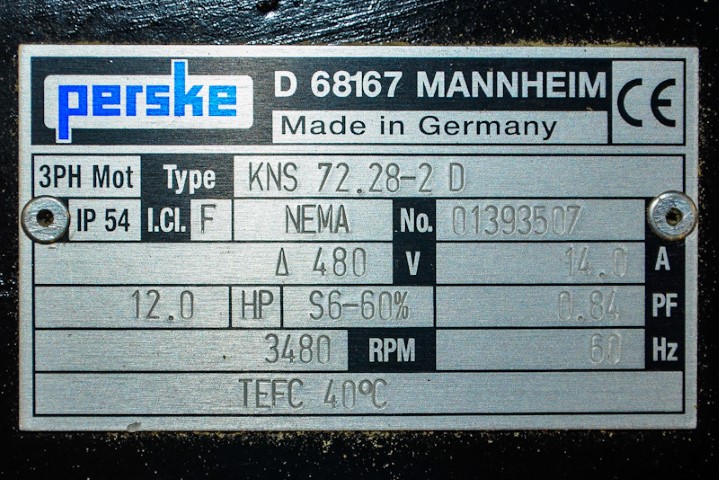 perske
D 68167 MANNHEIM
CE
Made in Germany
3PH Mot Type KNS 72.28-2 D
IP 54 I.Cl. F NEMA No. 01393507
Δ 480 V 14.0 A
12.0 HP S6-60% 0.84 PF
3480 RPM 60 Hz
TEFC 40°C